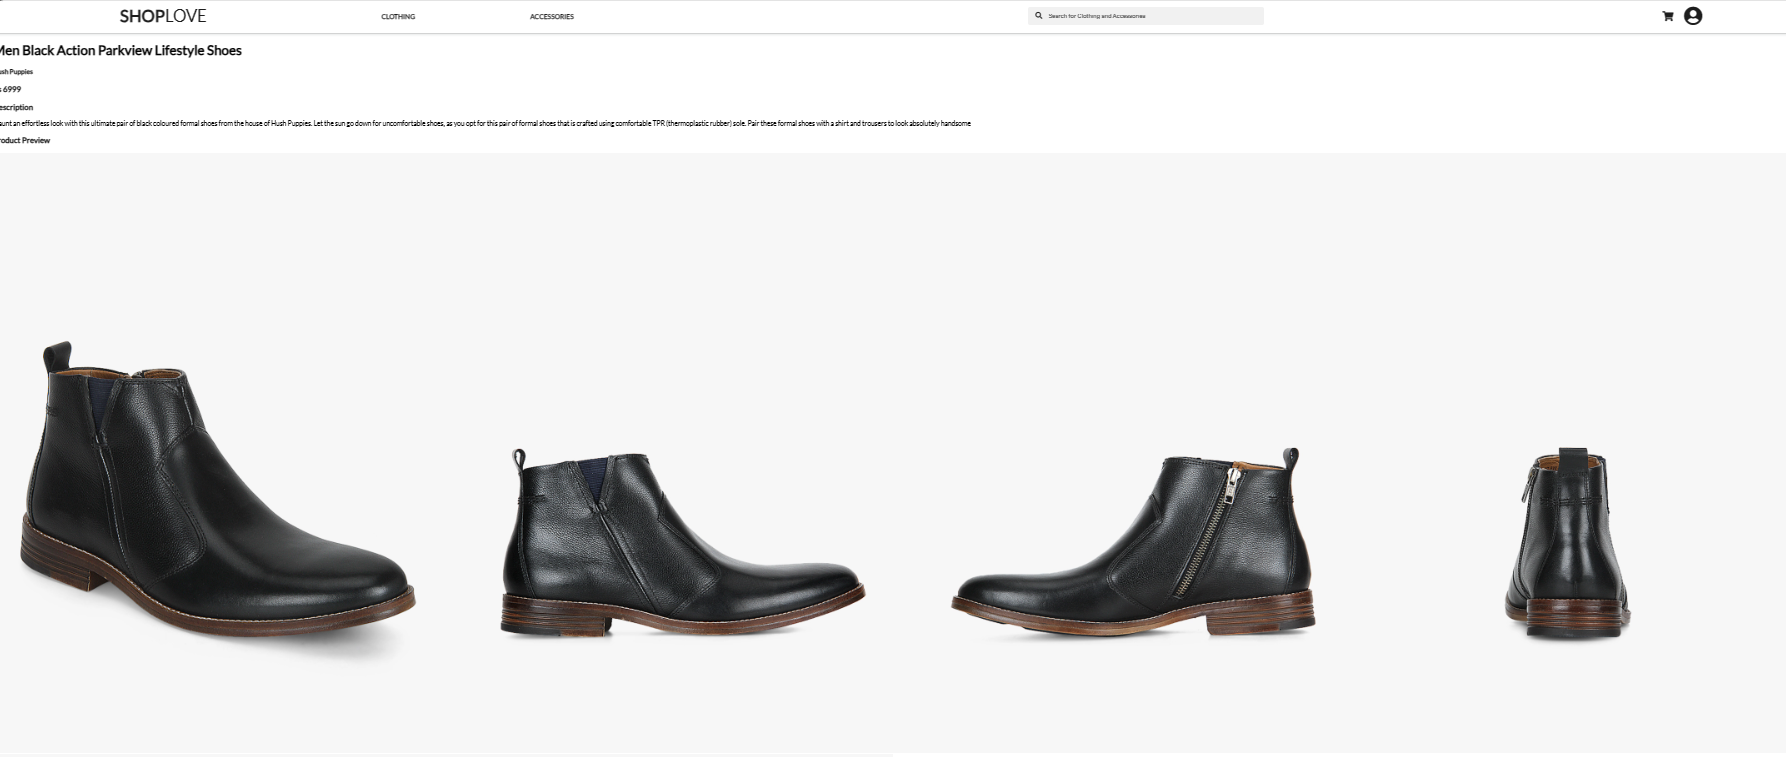 SHOPLOVE
CLOTHING
ACCESSORIES
Search for Clothing and Accessories
Men Black Action Parkview Lifestyle Shoes
ush Puppies
6999
escription
aunt an effortless look with this ultimate pair of black coloured formal shoes from the house of Hush Puppies. Let the sun go down for uncomfortable shoes, as you opt for this pair of formal shoes that is crafted using comfortable TPR (thermoplastic rubber) sole. Pair these formal shoes with a shirt and trousers to look absolutely handsome
roduct Preview